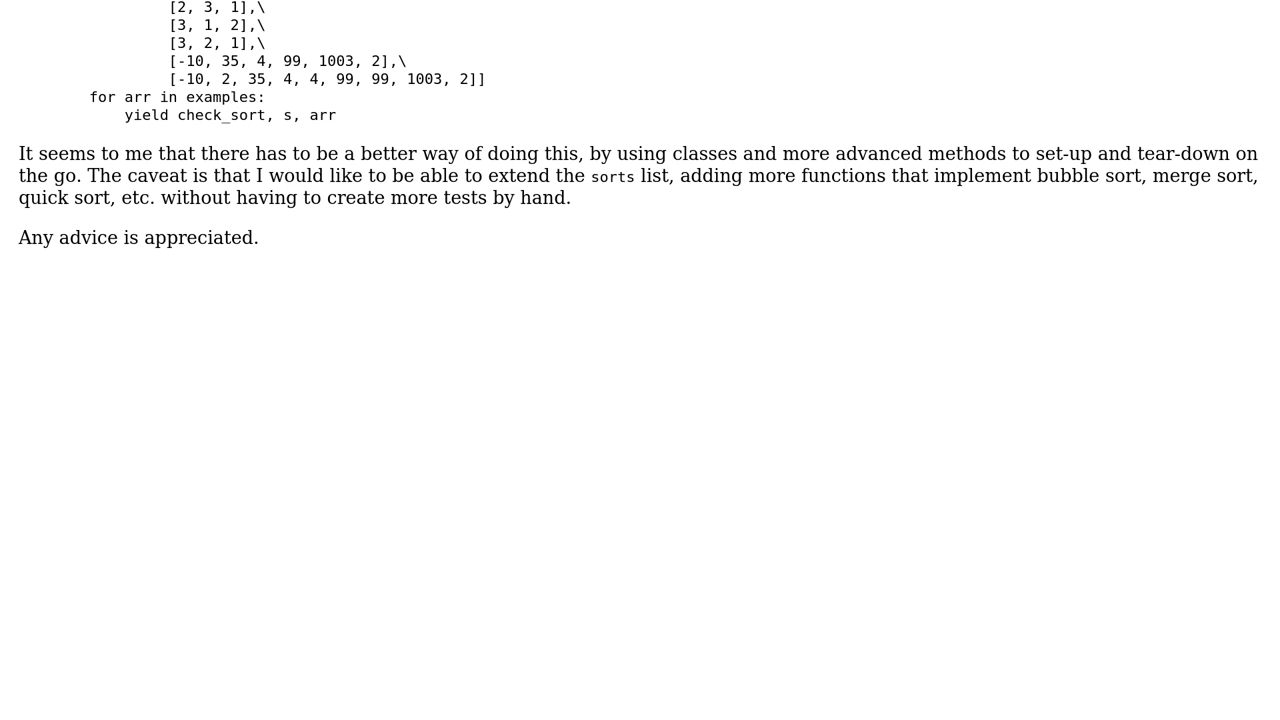 [2, 3, 1],\
[3, 1, 2],\
[3, 2, 1],\
[-10, 35, 4, 99, 1003, 2],\
[-10, 2, 35, 4, 4, 99, 99, 1003, 2]]
for arr in examples:
yield check_sort, s, arr
It seems to me that there has to be a better way of doing this, by using classes and more advanced methods to set-up and tear-down on
the go. The caveat is that I would like to be able to extend the sorts list, adding more functions that implement bubble sort, merge sort,
quick sort, etc. without having to create more tests by hand.
Any advice is appreciated.